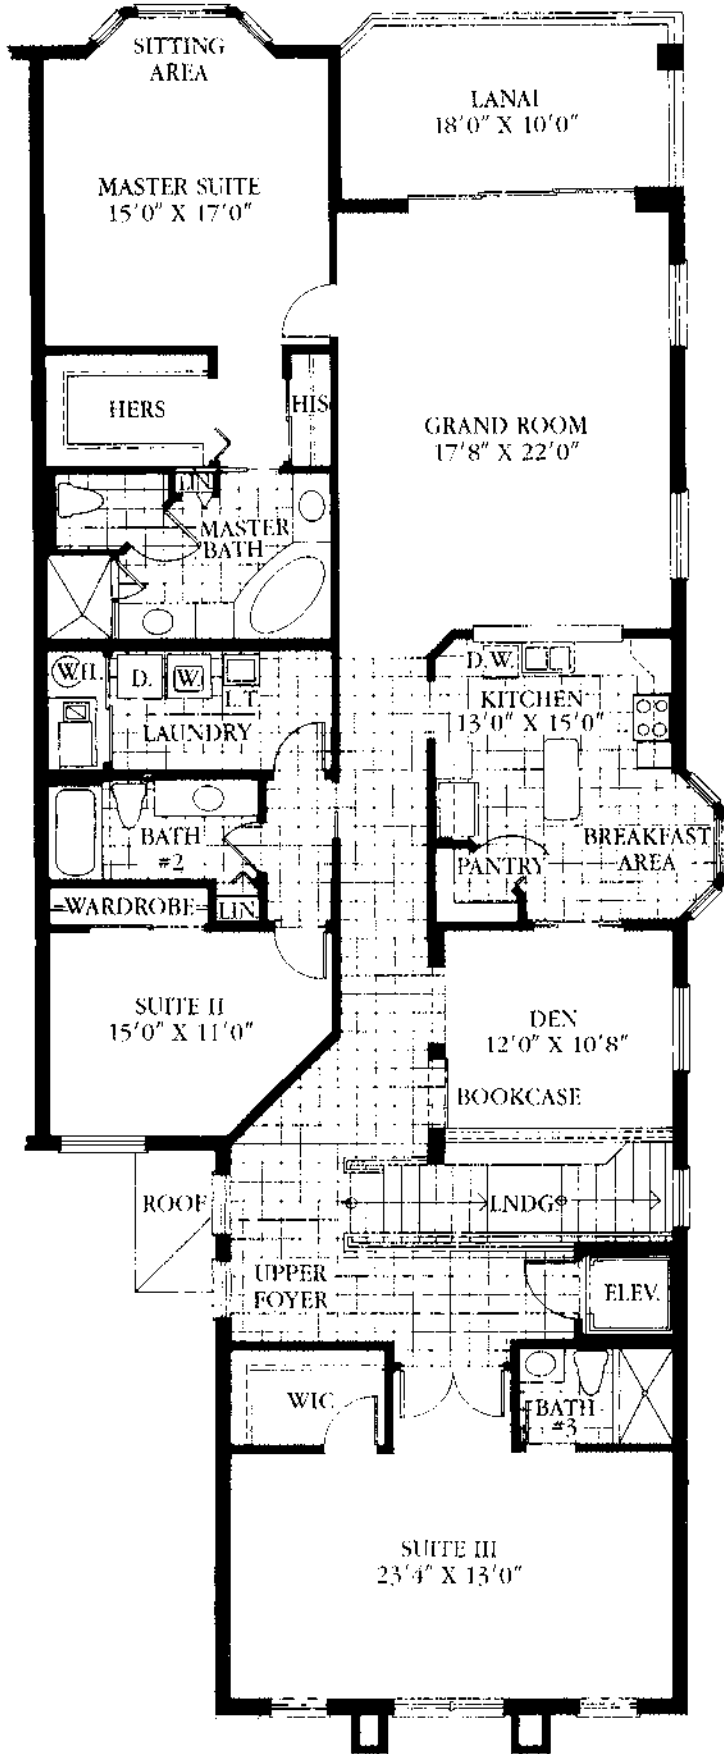 SITTING
AREA
LANAI
18'0" X 10'0"
MASTER SUITE
15'0" X 17'0"
HERS
HIS
GRAND ROOM
17'8" X 22'0"
LIN
MASTER
BATH
D.W.
W.H.
D.
W.
L.T
KITCHEN
13'0" X 15'0"
LAUNDRY
BATH
#2
BREAKFAST
AREA
PANTRY
WARDROBE
LIN
SUITE II
15'0" X 11'0"
DEN
12'0" X 10'8"
BOOKCASE
ROOF
LNDG
UPPER
FOYER
ELEV.
WIC
BATH
#3
SUITE III
23'4" X 13'0"